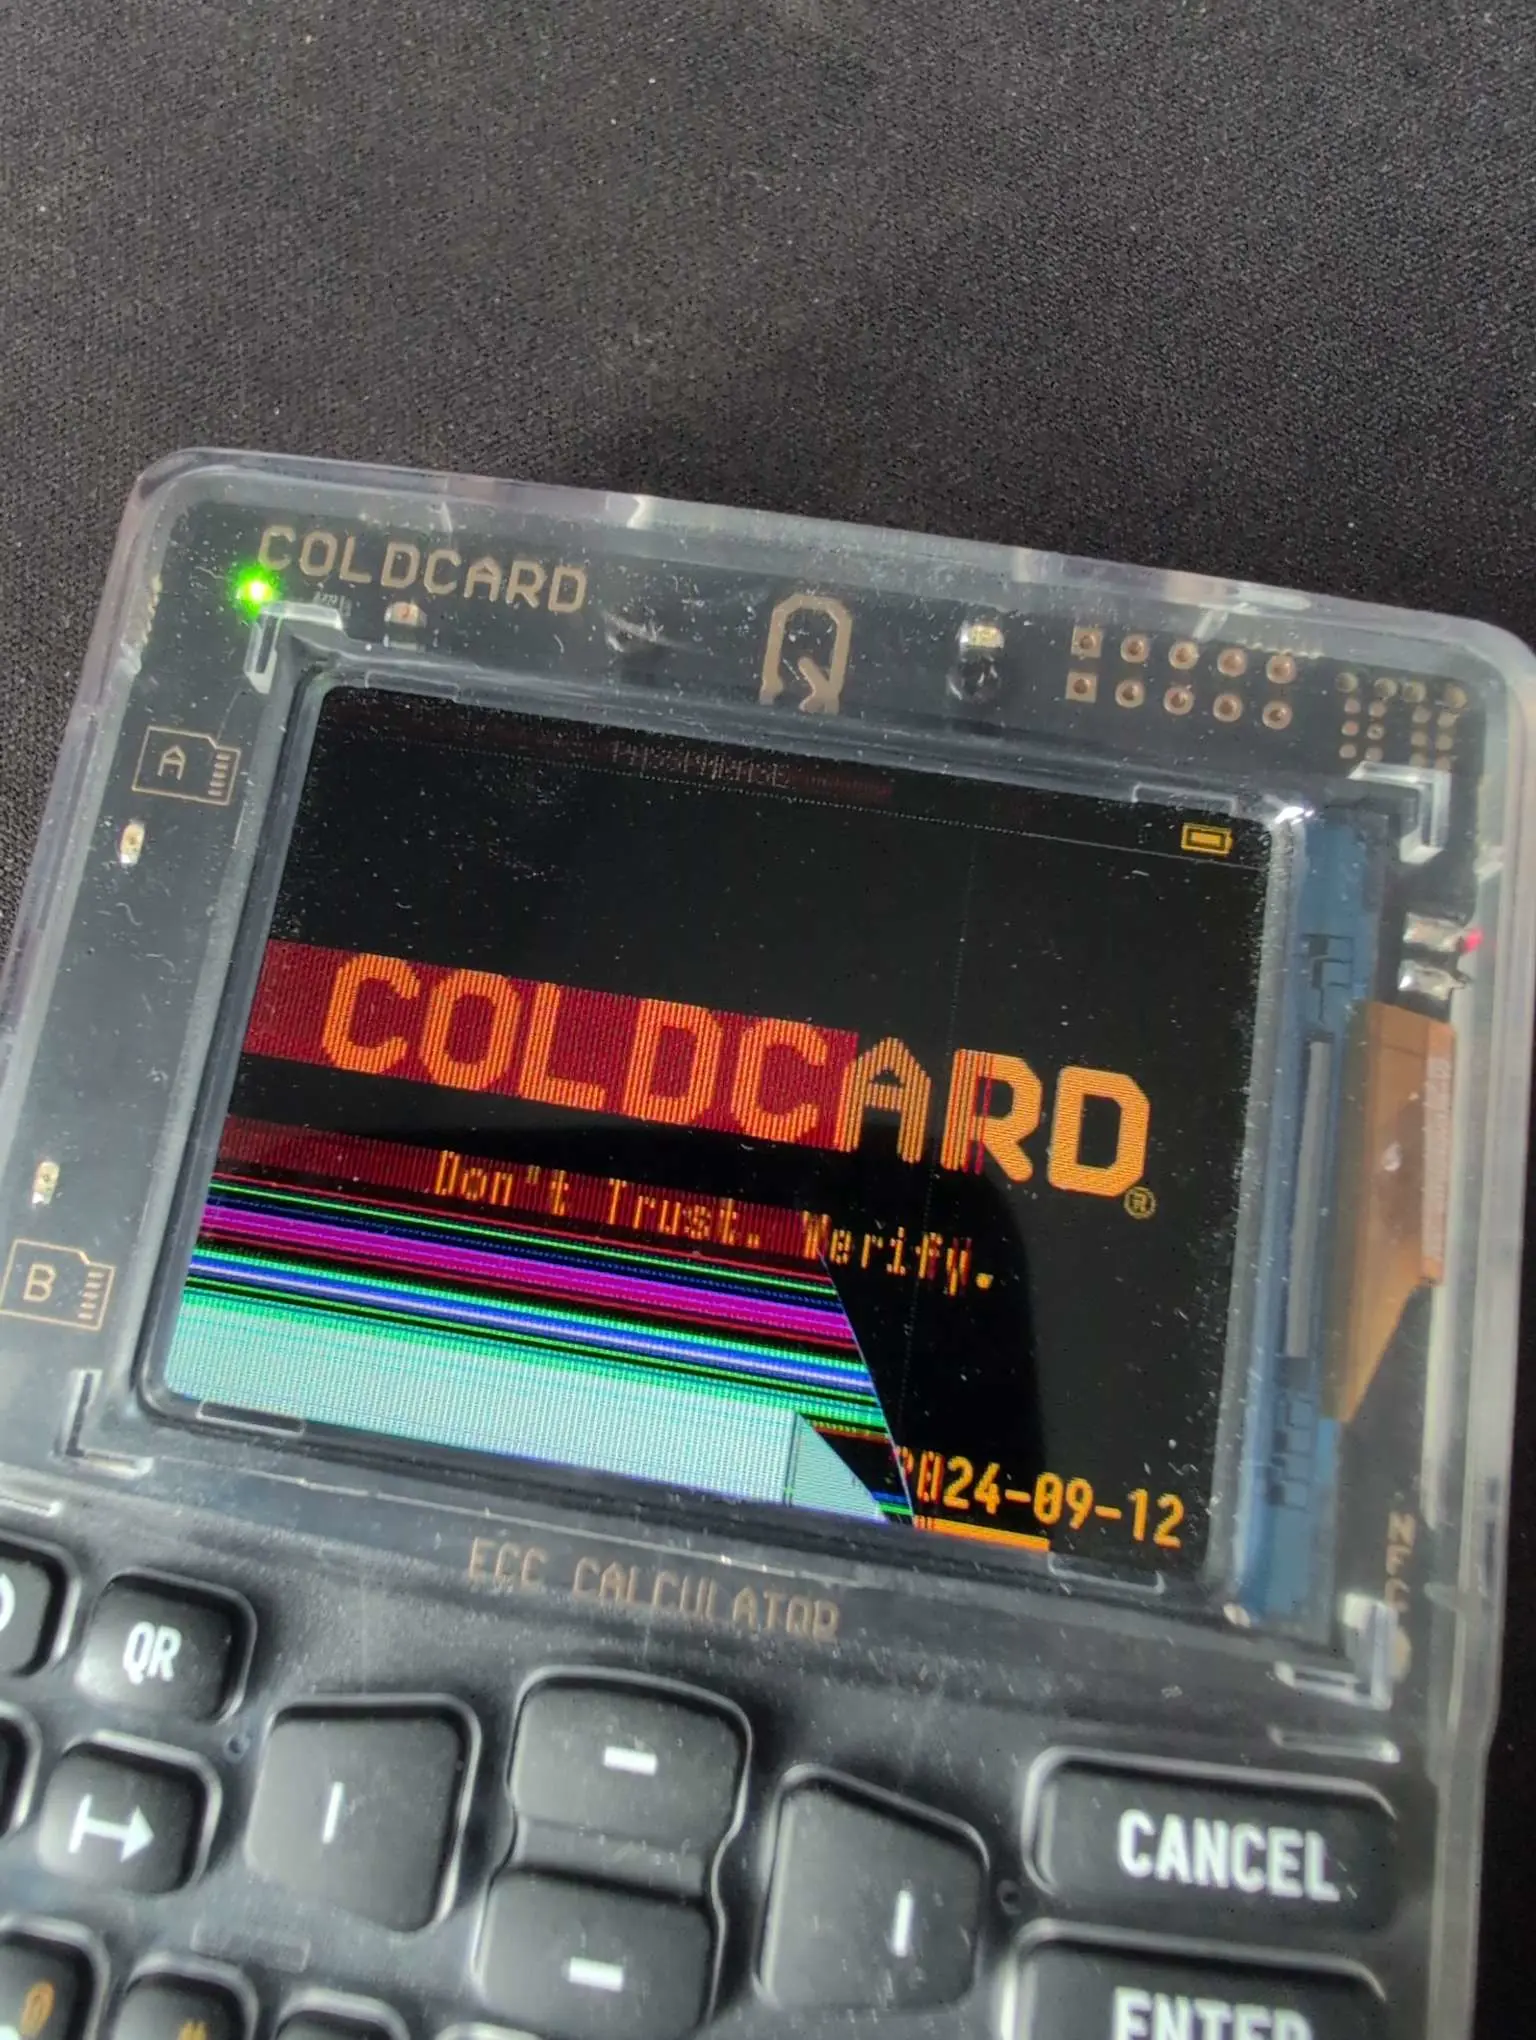 COLDCARD
Q
A
COLDCARD®
Don't Trust. Verify.
B
2024-09-12
ECC CALCULATOR
QR
CANCEL
ENTER